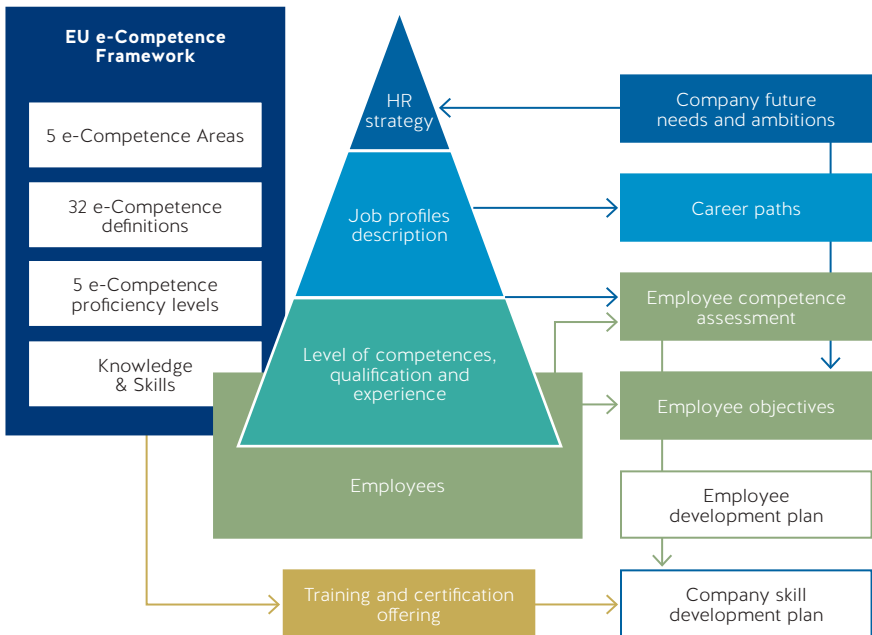 EU e-Competence
Framework
5 e-Competence Areas
32 e-Competence
definitions
5 e-Competence
proficiency levels
Knowledge
& Skills
HR
strategy
Job profiles
description
Level of competences,
qualification and
experience
Employees
Company future
needs and ambitions
Career paths
Employee competence
assessment
Employee objectives
Employee
development plan
Training and certification
offering
Company skill
development plan